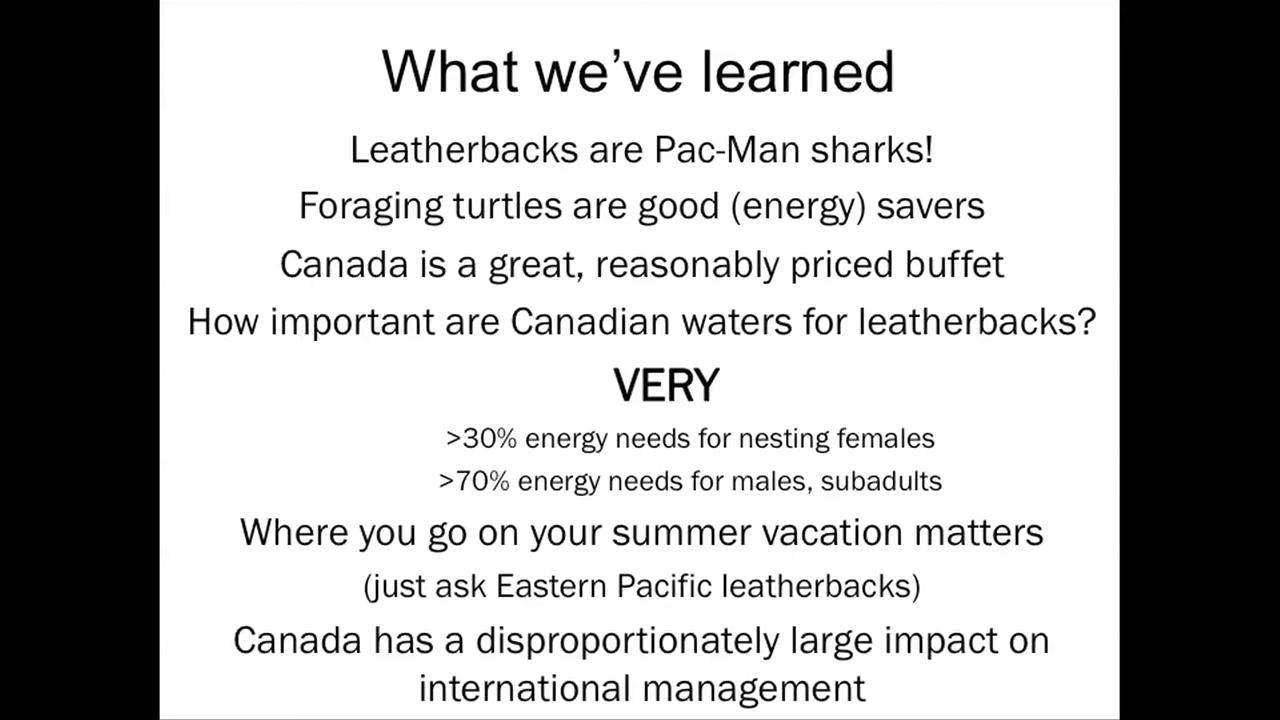 What we've learned
Leatherbacks are Pac-Man sharks!
Foraging turtles are good (energy) savers
Canada is a great, reasonably priced buffet
How important are Canadian waters for leatherbacks?
VERY
>30% energy needs for nesting females
>70% energy needs for males, subadults
Where you go on your summer vacation matters
(just ask Eastern Pacific leatherbacks)
Canada has a disproportionately large impact on
international management